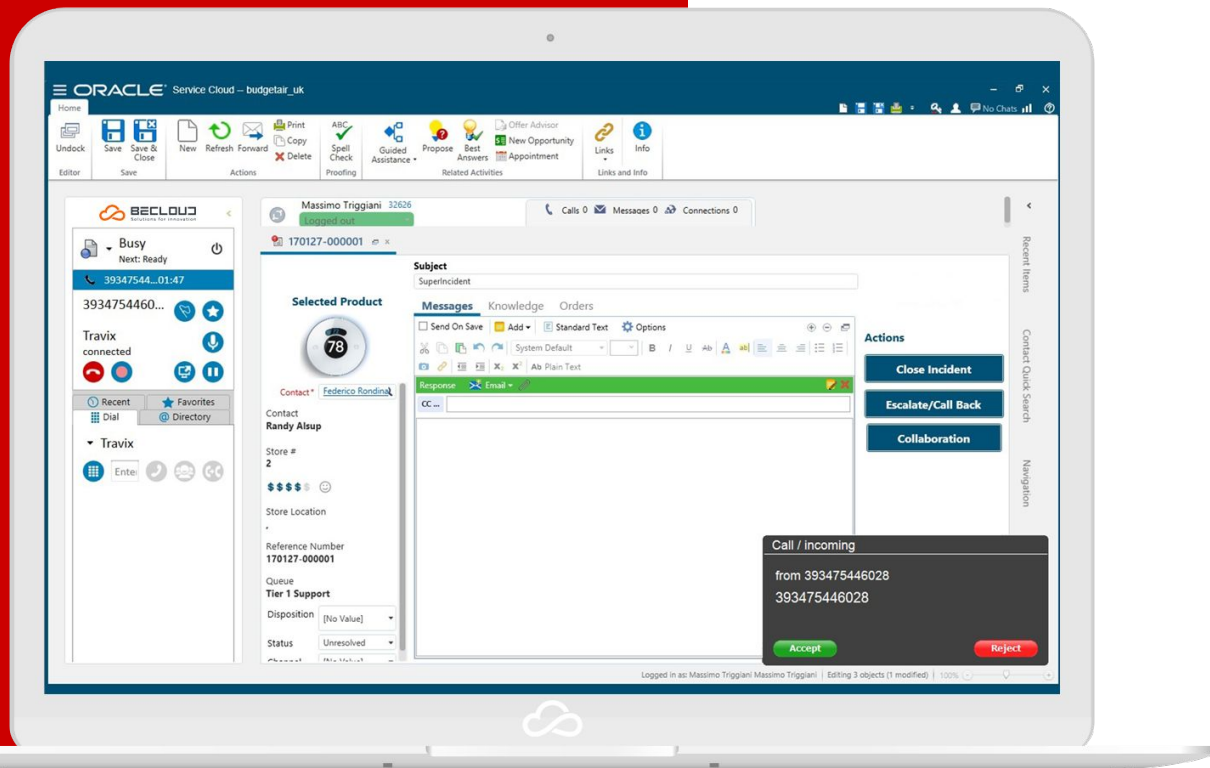 ORACLE Service Cloud – budgetair_uk
Home
No Chats
Undock
Save
Save & Close
New
Refresh
Forward
Print
Copy
Delete
ABC
Spell Check
Guided Assistance
Propose
Best Answers
Offer Advisor
New Opportunity
Appointment
Links
Info
Editor
Save
Actions
Proofing
Related Activities
Links and Info
BECLOUD
Solutions for Innovation
Busy
Next: Ready
39347544...01:47
3934754460...
Travix
connected
Recent
Favorites
Dial
@ Directory
Travix
Massimo Triggiani 32626
Logged out
Calls 0 Messages 0 Connections 0
170127-000001
Selected Product
78
Contact *
Federico Rondina
Contact
Randy Alsup
Store #
2
$$$$$
Store Location
Reference Number
170127-000001
Queue
Tier 1 Support
Disposition [No Value]
Status Unresolved
Subject
SuperIncident
Messages Knowledge Orders
Send On Save Add Standard Text Options
System Default
B I U Ab A ab
X₂ X² Ab Plain Text
Response Email
CC ...
Actions
Close Incident
Escalate/Call Back
Collaboration
Recent Items
Contact Quick Search
Navigation
Call / incoming
from 393475446028
393475446028
Accept
Reject
Logged in as: Massimo Triggiani Massimo Triggiani | Editing 3 objects (1 modified) | 100%